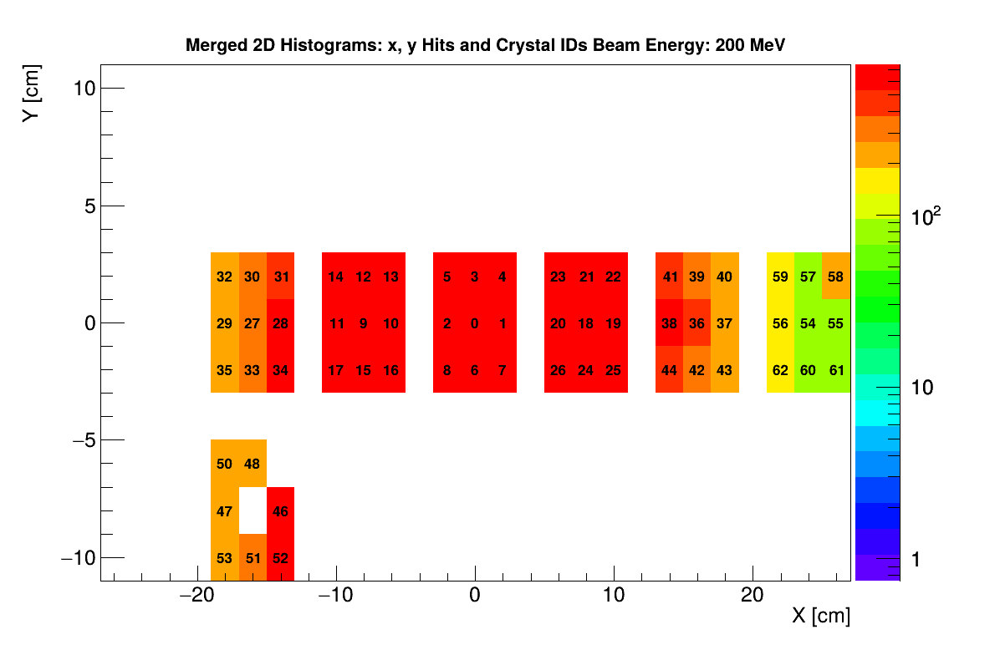 Merged 2D Histograms: x, y Hits and Crystal IDs Beam Energy: 200 MeV
Y [cm]
10
5
0
−5
−10
32 30 31 14 12 13 5 3 4 23 21 22 41 39 40 59 57 58
29 27 28 11 9 10 2 0 1 20 18 19 38 36 37 56 54 55
35 33 34 17 15 16 8 6 7 26 24 25 44 42 43 62 60 61
50 48
47 46
53 51 52
−20 −10 0 10 20
X [cm]
10²
10
1